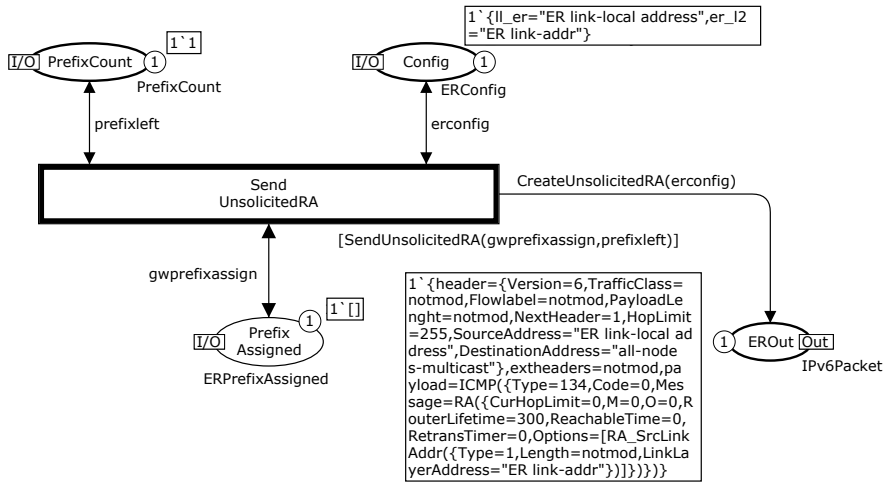 1`{ll_er="ER link-local address",er_l2
="ER link-addr"}
1`1
I/O PrefixCount 1
PrefixCount
I/O Config 1
ERConfig
prefixleft
erconfig
Send
UnsolicitedRA
CreateUnsolicitedRA(erconfig)
[SendUnsolicitedRA(gwprefixassign,prefixleft)]
gwprefixassign
1`[]
1
I/O Prefix
Assigned
ERPrefixAssigned
1`{header={Version=6,TrafficClass=
notmod,Flowlabel=notmod,PayloadLe
nght=notmod,NextHeader=1,HopLimit
=255,SourceAddress="ER link-local ad
dress",DestinationAddress="all-node
s-multicast"},extheaders=notmod,pa
yload=ICMP({Type=134,Code=0,Mes
sage=RA({CurHopLimit=0,M=0,O=0,R
outerLifetime=300,ReachableTime=0,
RetransTimer=0,Options=[RA_SrcLink
Addr({Type=1,Length=notmod,LinkLa
yerAddress="ER link-addr"})]})})}
1 EROut Out
IPv6Packet